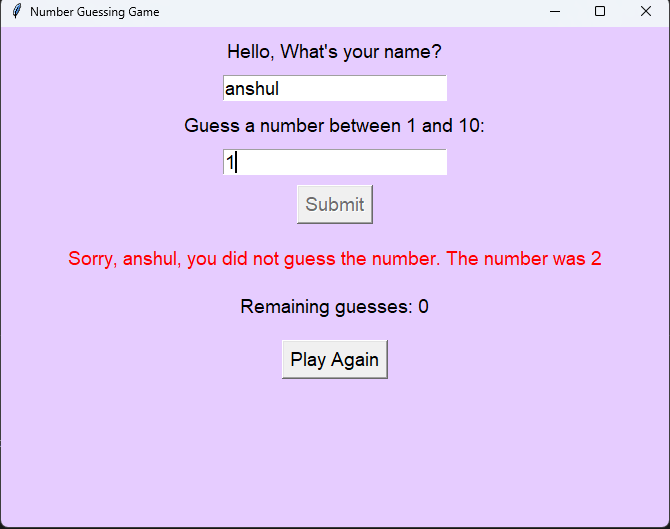 Number Guessing Game
Hello, What's your name?
anshul
Guess a number between 1 and 10:
1
Submit
Sorry, anshul, you did not guess the number. The number was 2
Remaining guesses: 0
Play Again